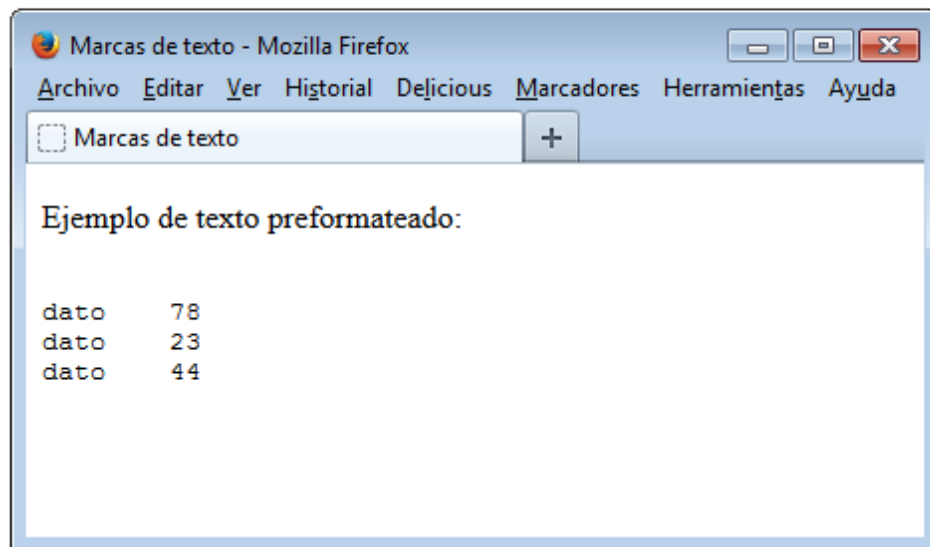 Marcas de texto - Mozilla Firefox
Archivo Editar Ver Historial Delicious Marcadores Herramientas Ayuda
Marcas de texto
Ejemplo de texto preformateado:
dato    78
dato    23
dato    44